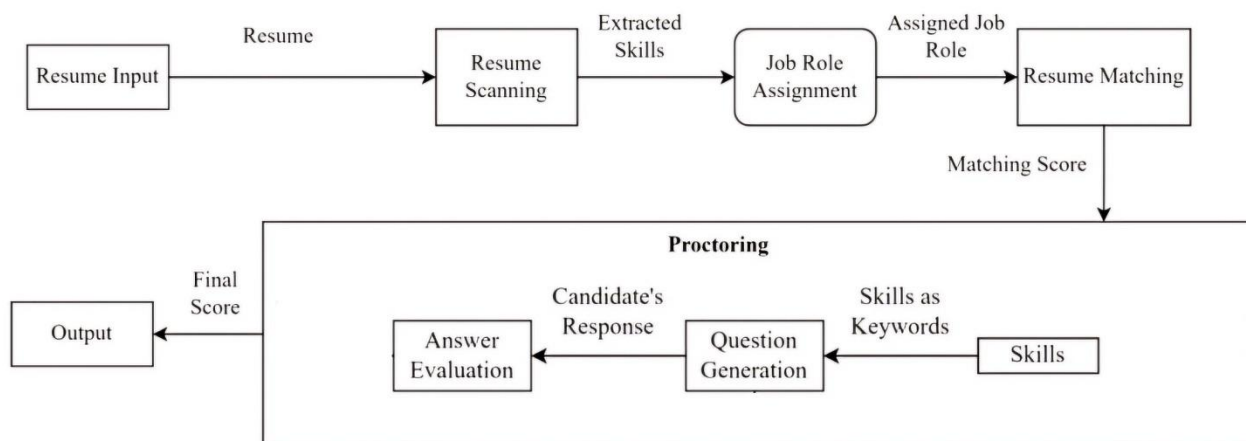 Resume Input
Resume
Resume
Scanning
Extracted
Skills
Job Role
Assignment
Assigned Job
Role
Resume Matching
Matching Score
Proctoring
Skills
Skills as
Keywords
Question
Generation
Candidate's
Response
Answer
Evaluation
Final
Score
Output